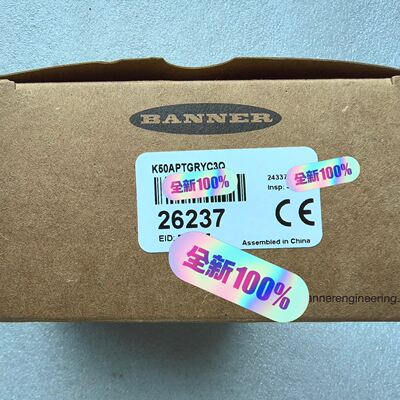 BANNER
K50APTGRYC3Q
全新100%
24337
全新100%
Insp:
26237
EID:
CE
Assembled in China
全新100%
annerengineering.